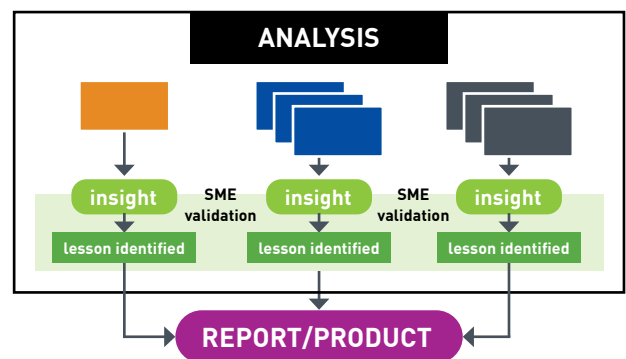 ANALYSIS
insight
SME
validation
insight
SME
validation
insight
lesson identified
lesson identified
lesson identified
REPORT/PRODUCT